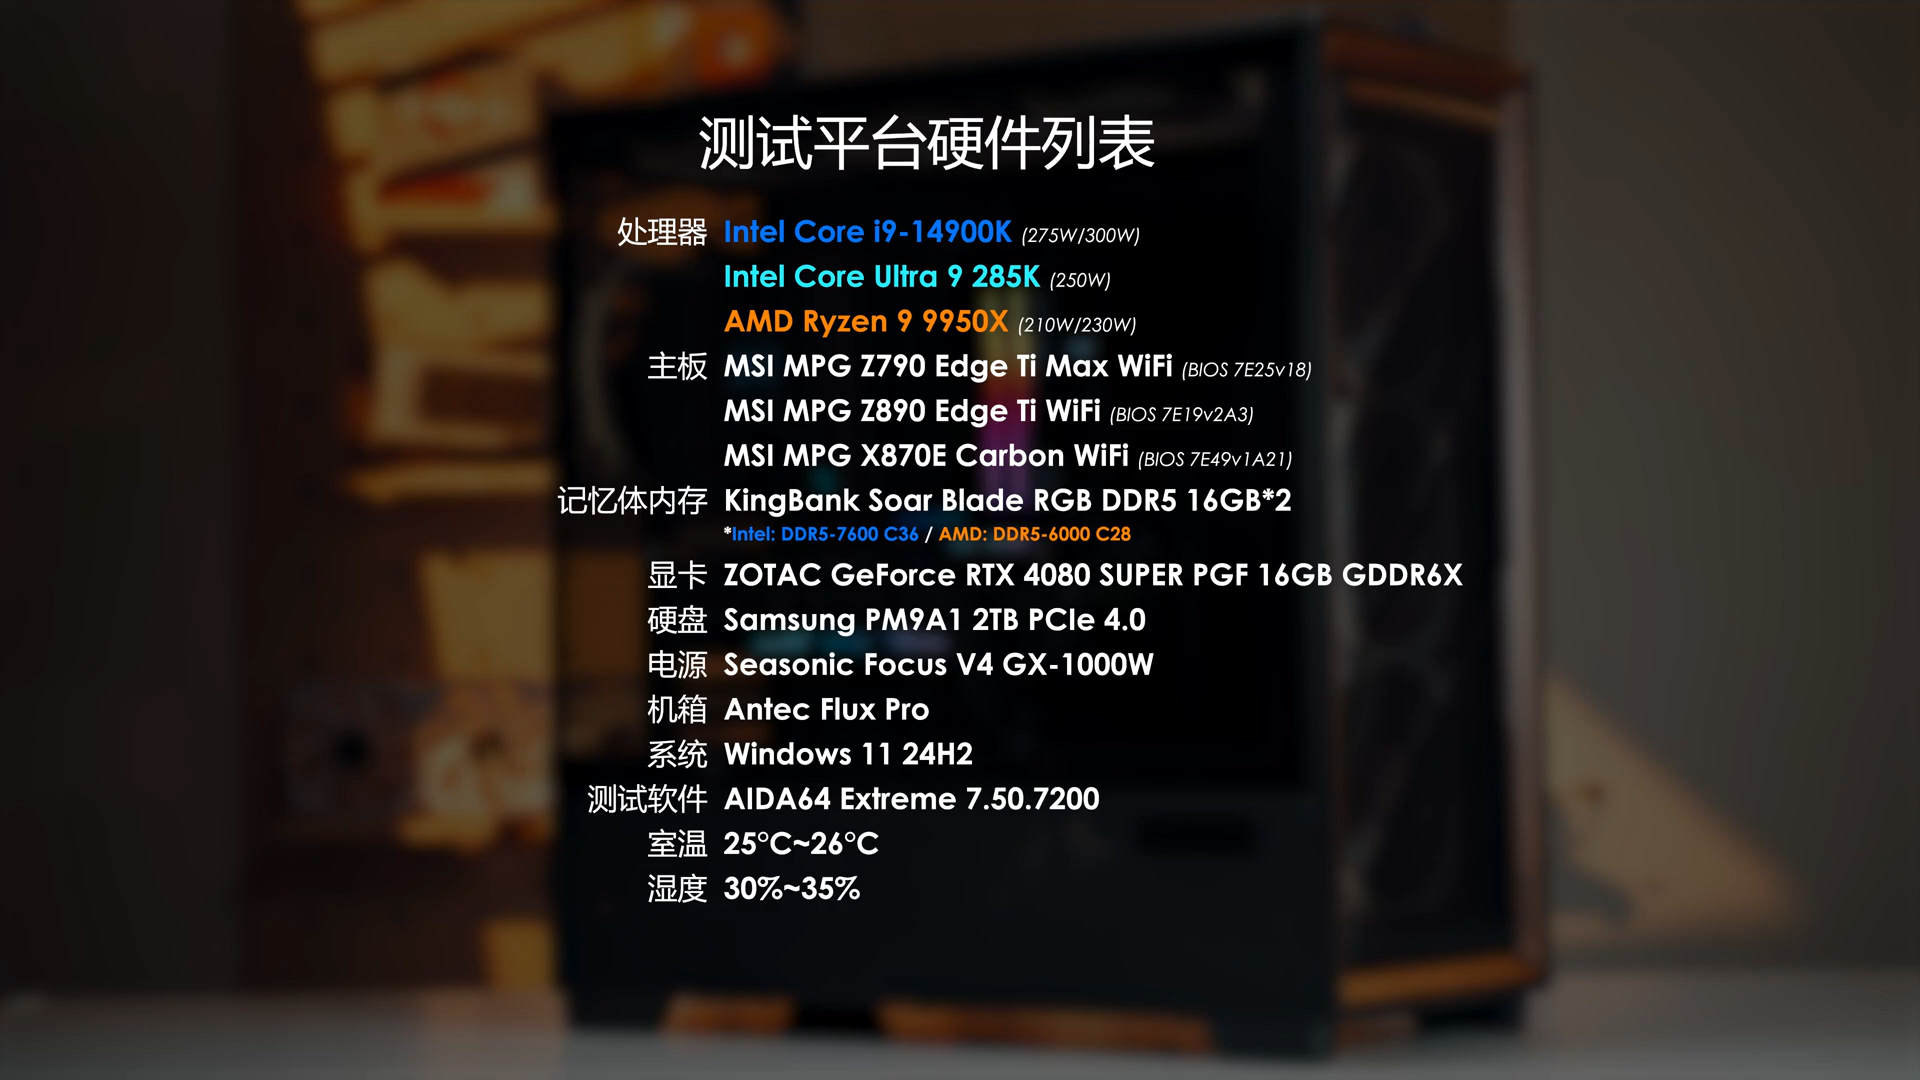 测试平台硬件列表
处理器 Intel Core i9-14900K (275W/300W)
Intel Core Ultra 9 285K (250W)
AMD Ryzen 9 9950X (210W/230W)
主板 MSI MPG Z790 Edge Ti Max WiFi (BIOS 7E25v18)
MSI MPG Z890 Edge Ti WiFi (BIOS 7E19v2A3)
MSI MPG X870E Carbon WiFi (BIOS 7E49v1A21)
记忆体内存 KingBank Soar Blade RGB DDR5 16GB*2
*Intel: DDR5-7600 C36 / AMD: DDR5-6000 C28
显卡 ZOTAC GeForce RTX 4080 SUPER PGF 16GB GDDR6X
硬盘 Samsung PM9A1 2TB PCIe 4.0
电源 Seasonic Focus V4 GX-1000W
机箱 Antec Flux Pro
系统 Windows 11 24H2
测试软件 AIDA64 Extreme 7.50.7200
室温 25°C~26°C
湿度 30%~35%